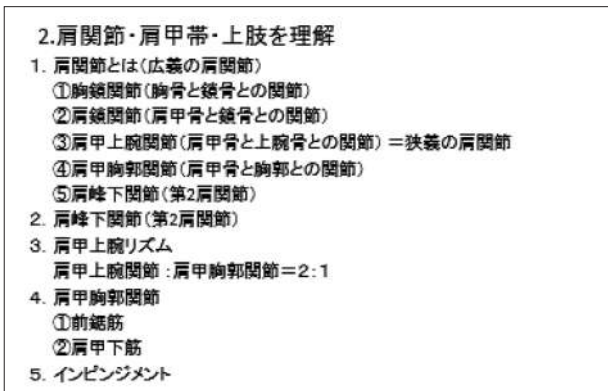 2.肩関節・肩甲帯・上肢を理解
1. 肩関節とは(広義の肩関節)
①胸鎖関節(胸骨と鎖骨との関節)
②肩鎖関節(肩甲骨と鎖骨との関節)
③肩甲上腕関節(肩甲骨と上腕骨との関節)=狭義の肩関節
④肩甲胸郭関節(肩甲骨と胸郭との関節)
⑤肩峰下関節(第2肩関節)
2. 肩峰下関節(第2肩関節)
3. 肩甲上腕リズム
肩甲上腕関節:肩甲胸郭関節=2:1
4. 肩甲胸郭関節
①前鋸筋
②肩甲下筋
5. インピンジメント